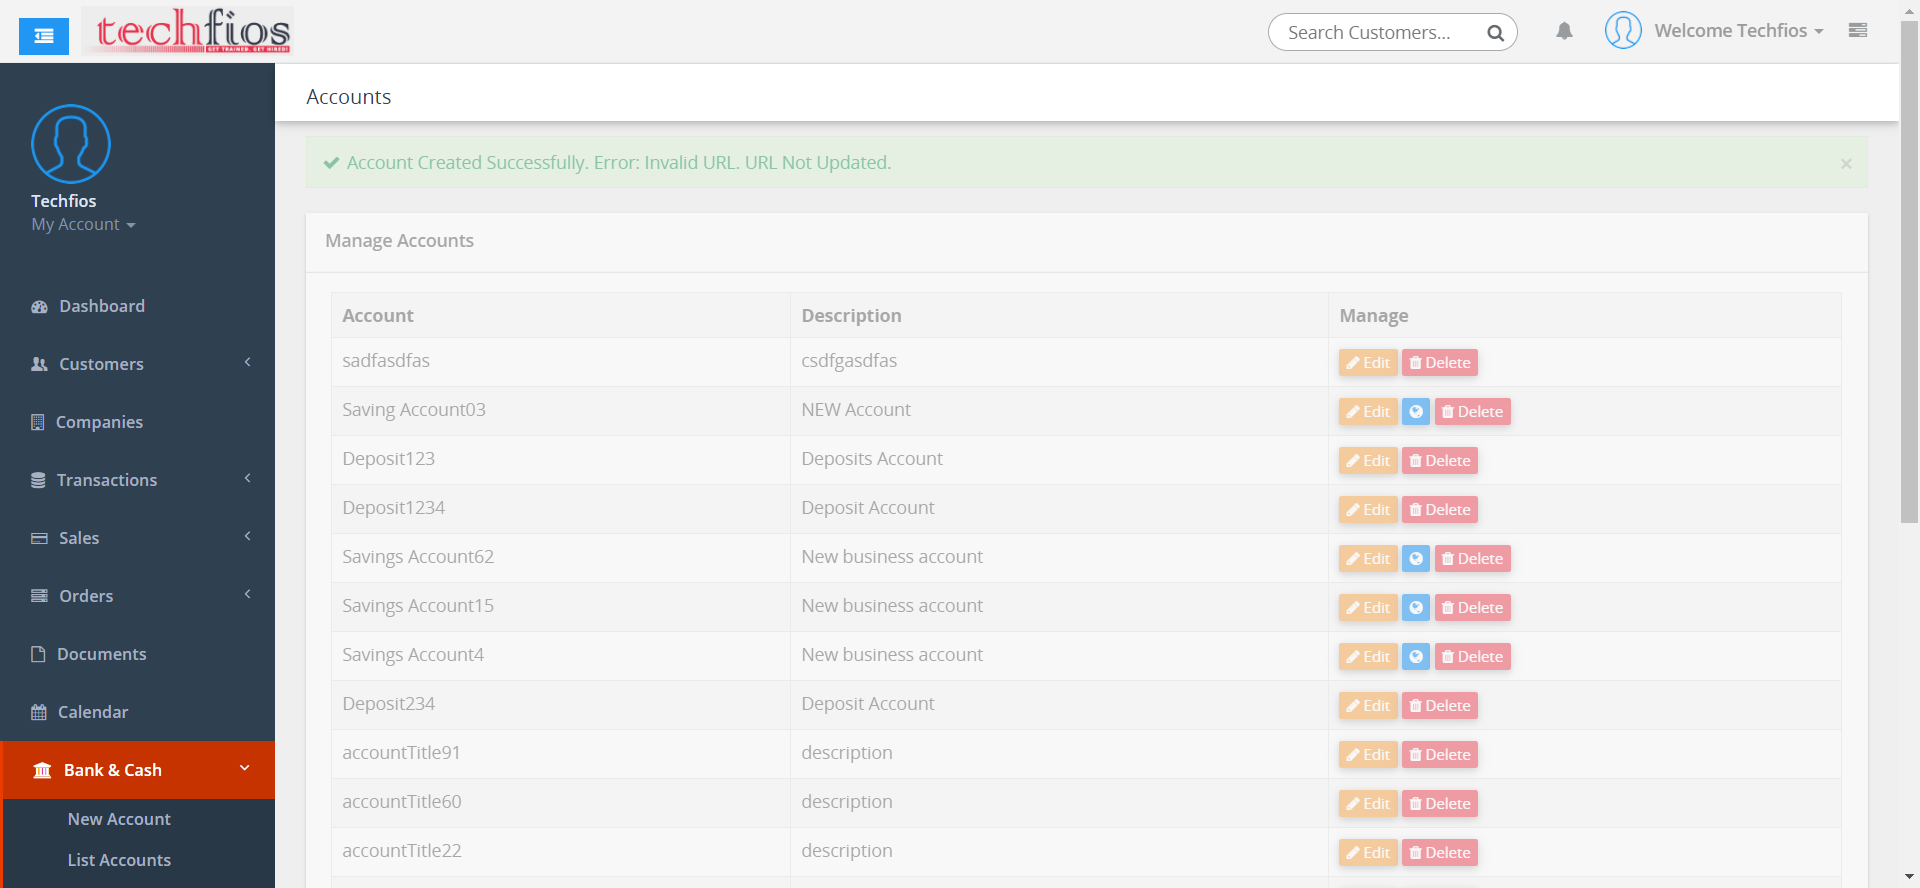 techfios
GET TRAINED. GET HIRED!
Search Customers...
Welcome Techfios
Techfios
My Account
Dashboard
Customers
Companies
Transactions
Sales
Orders
Documents
Calendar
Bank & Cash
New Account
List Accounts
Accounts
Account Created Successfully. Error: Invalid URL. URL Not Updated.
×
Manage Accounts
Account Description Manage
sadfasdfas csdfgasdfas Edit Delete
Saving Account03 NEW Account Edit Delete
Deposit123 Deposits Account Edit Delete
Deposit1234 Deposit Account Edit Delete
Savings Account62 New business account Edit Delete
Savings Account15 New business account Edit Delete
Savings Account4 New business account Edit Delete
Deposit234 Deposit Account Edit Delete
accountTitle91 description Edit Delete
accountTitle60 description Edit Delete
accountTitle22 description Edit Delete